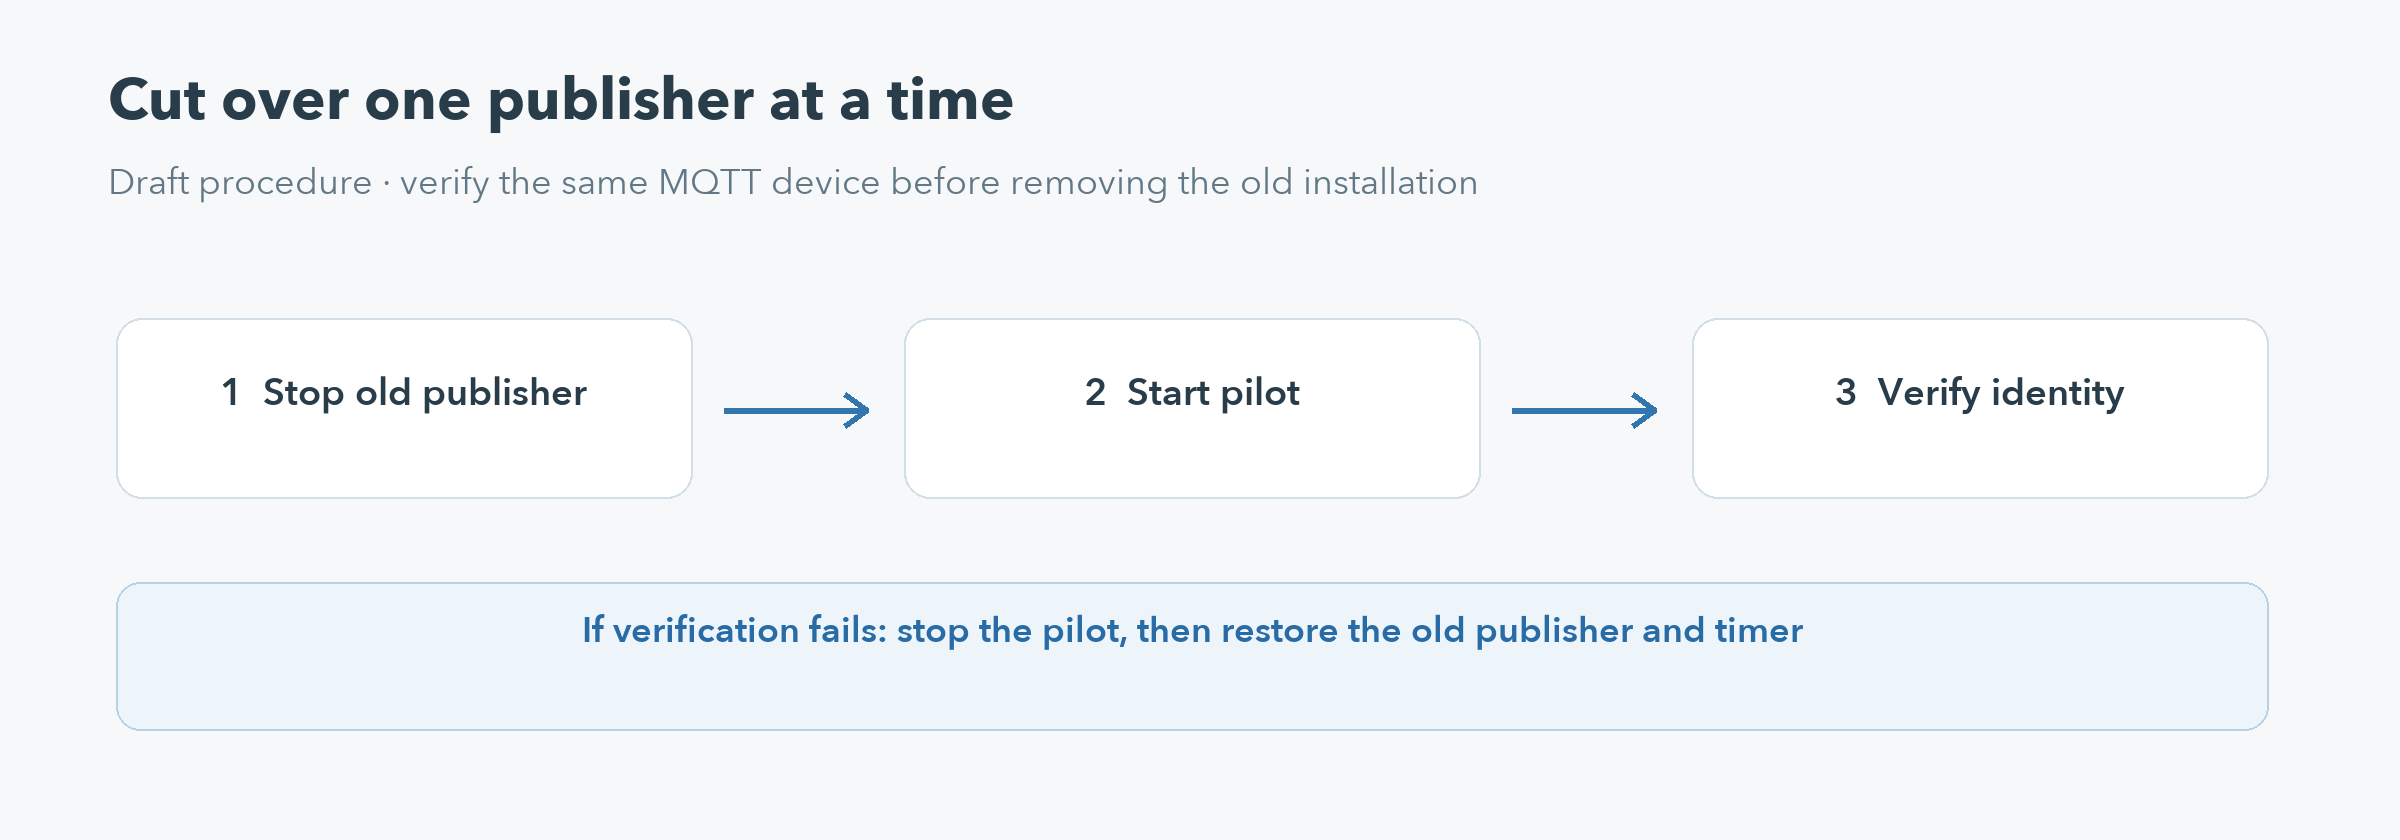 Cut over one publisher at a time
Draft procedure · verify the same MQTT device before removing the old installation
1 Stop old publisher
2 Start pilot
3 Verify identity
If verification fails: stop the pilot, then restore the old publisher and timer